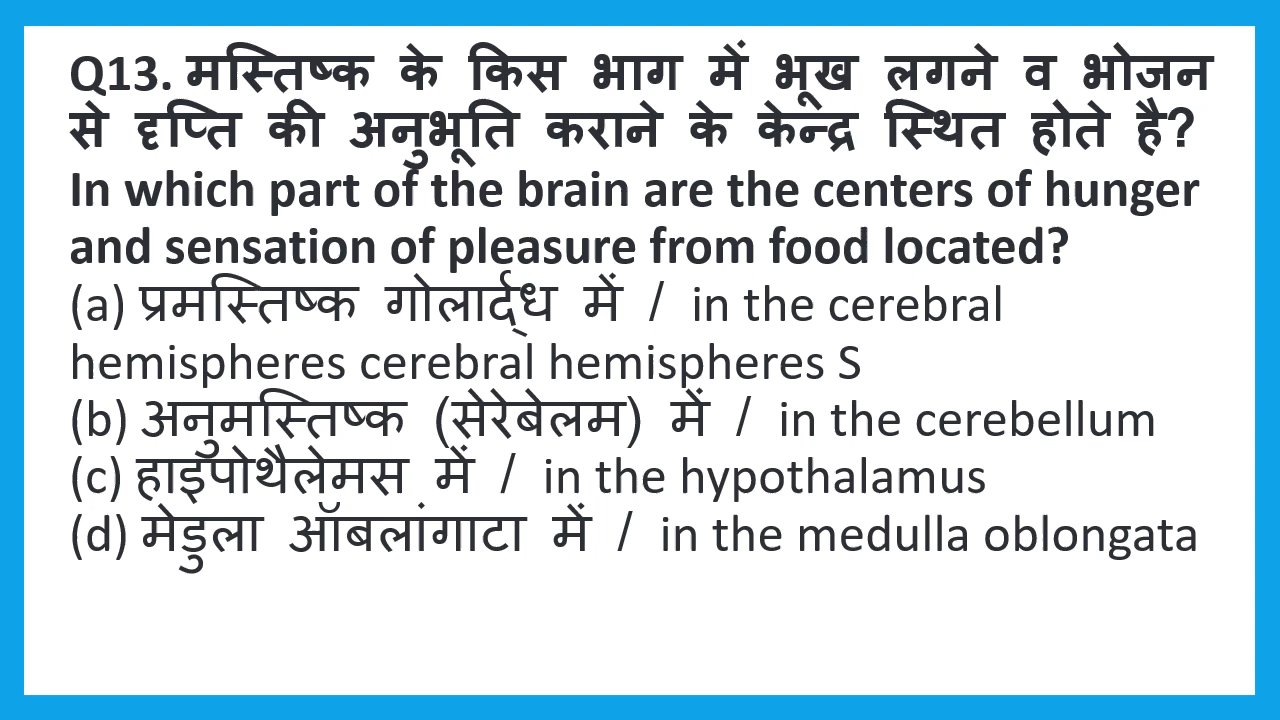 Q13. मस्तिष्क के किस भाग में भूख लगने व भोजन
से दृप्ति की अनुभूति कराने के केन्द्र स्थित होते है?
In which part of the brain are the centers of hunger
and sensation of pleasure from food located?
(a) प्रमस्तिष्क गोलार्द्ध में / in the cerebral
hemispheres cerebral hemispheres S
(b) अनुमस्तिष्क (सेरेबेलम) में / in the cerebellum
(c) हाइपोथैलेमस में / in the hypothalamus
(d) मेडुला ऑबलांगाटा में / in the medulla oblongata